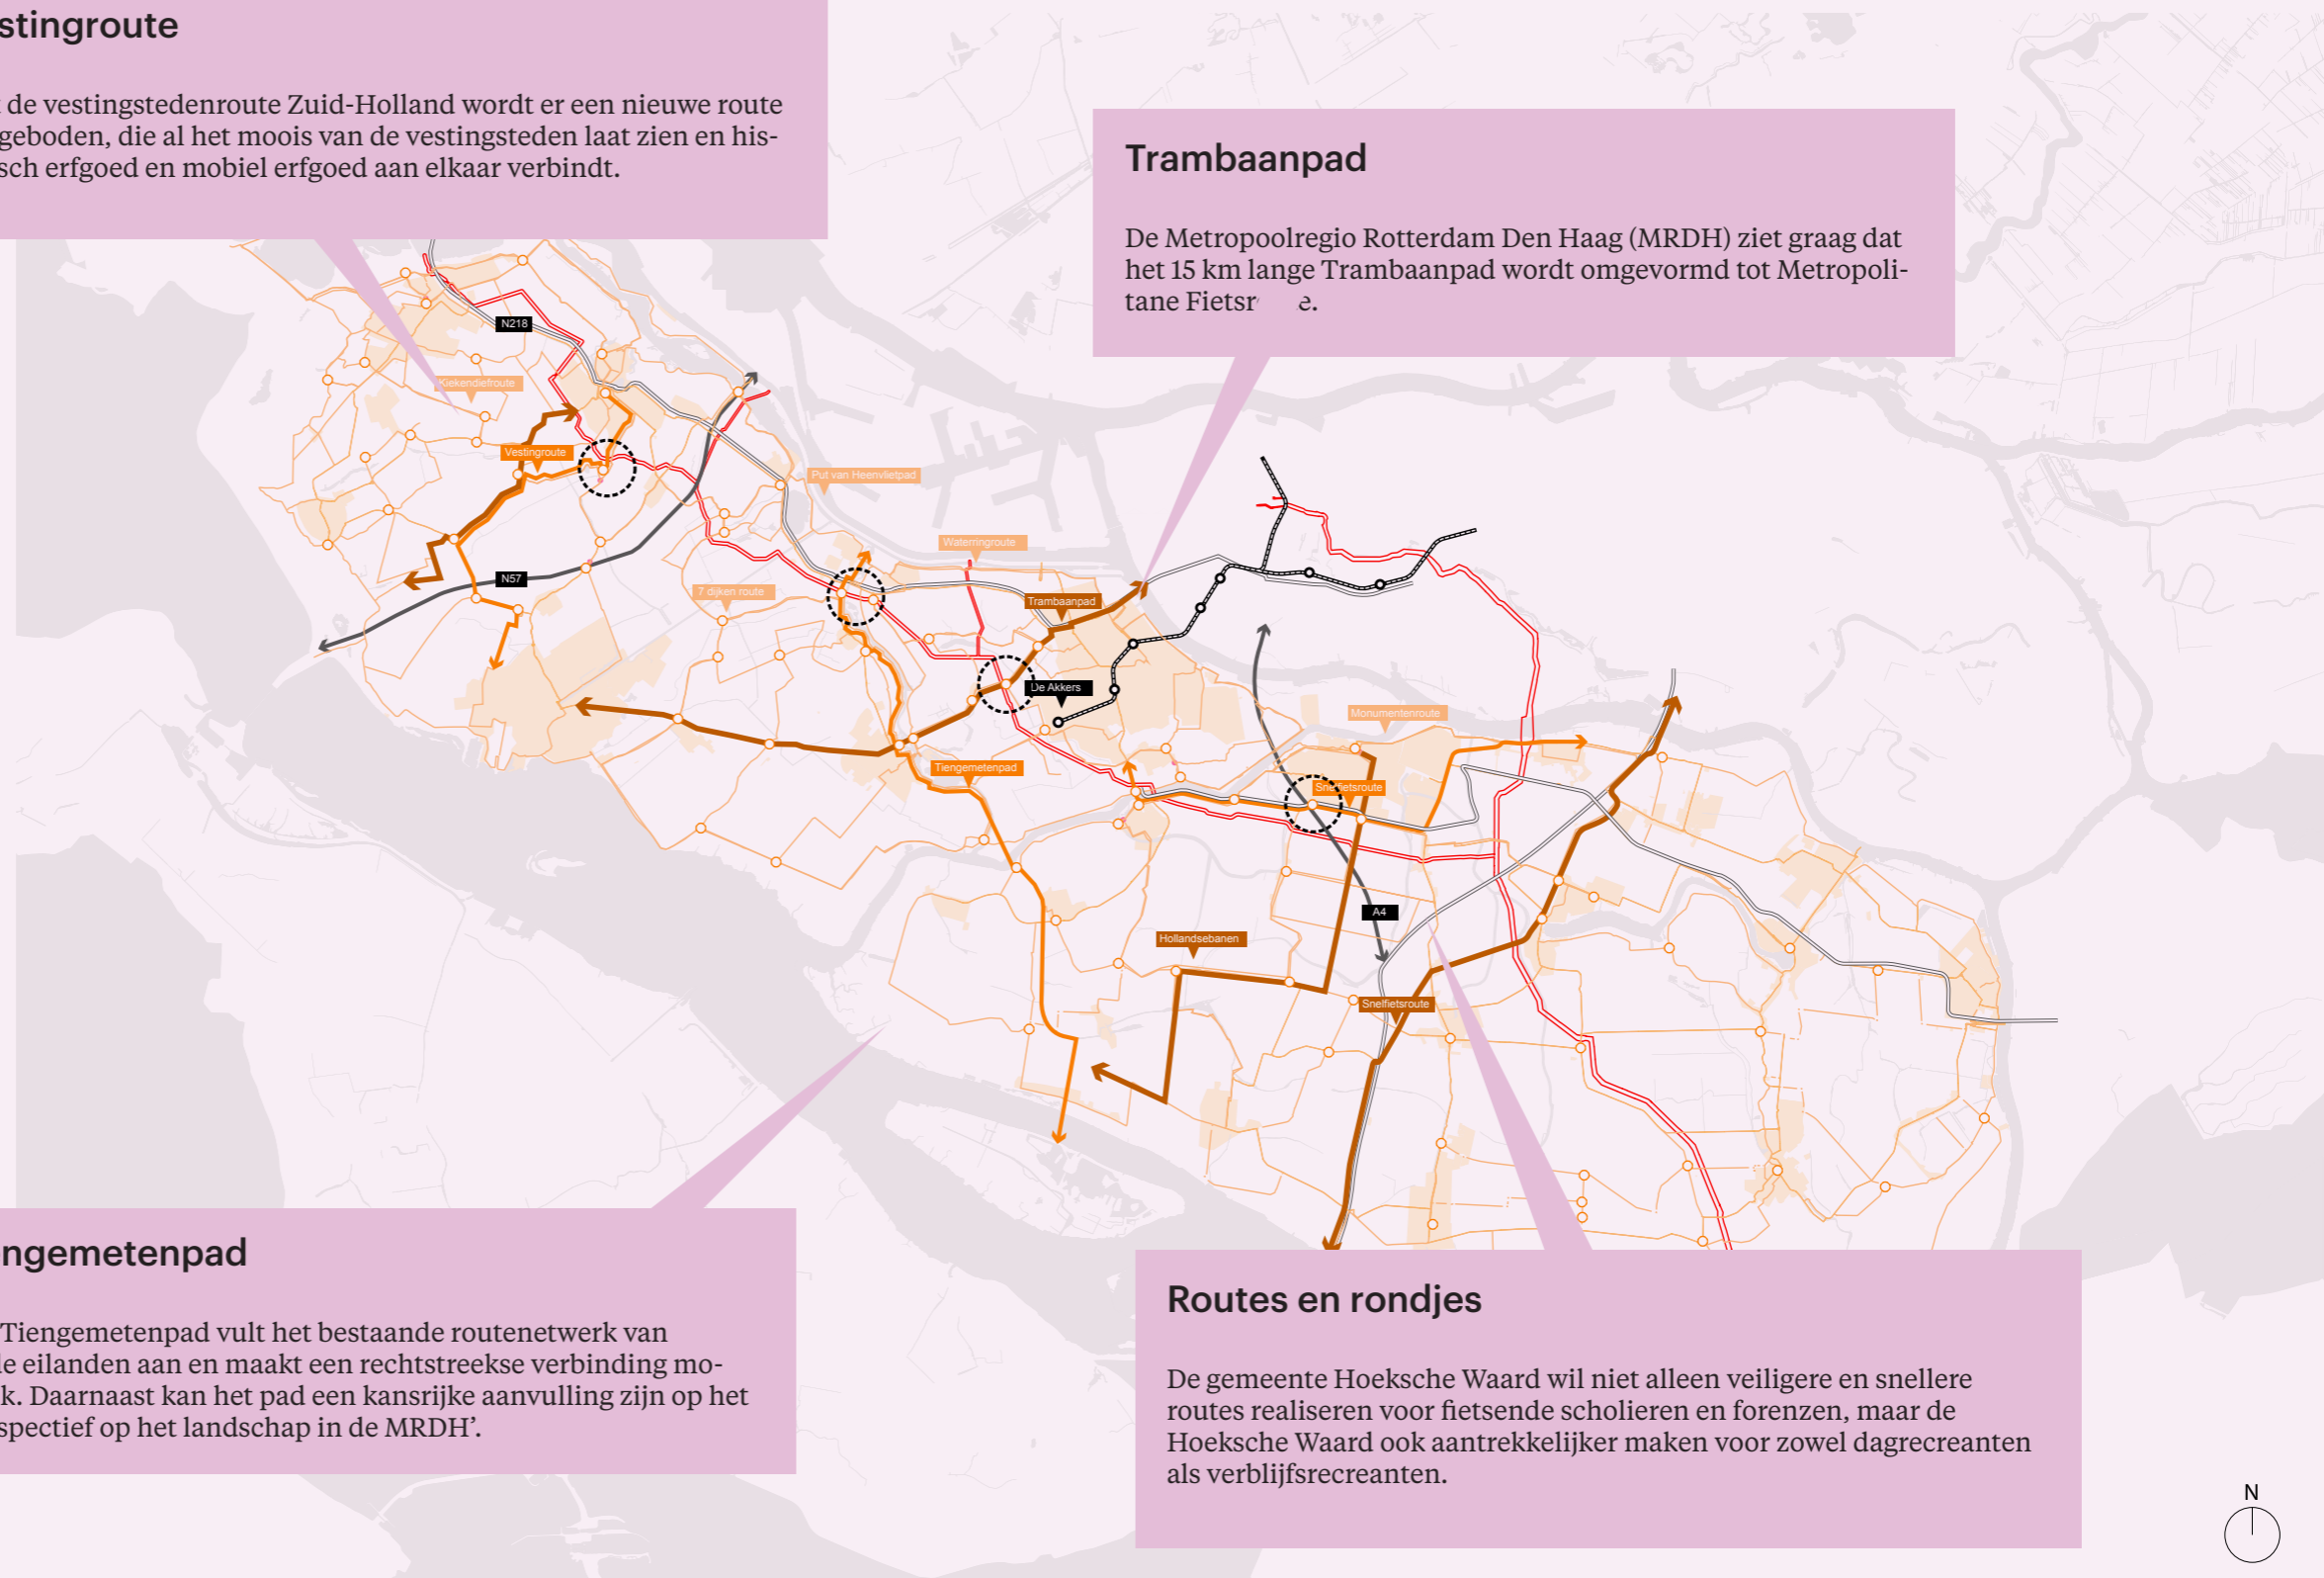 stingroute
de vestingstedenroute Zuid-Holland wordt er een nieuwe route
geboden, die al het moois van de vestingsteden laat zien en his-
sch erfgoed en mobiel erfgoed aan elkaar verbindt.
Trambaanpad
De Metropoolregio Rotterdam Den Haag (MRDH) ziet graag dat
het 15 km lange Trambaanpad wordt omgevormd tot Metropoli-
tane Fietsr e.
N218
Kiekendiefroute
Vestingroute
Put van Heenvlietpad
Waterringroute
N57
7 dijken route
Trambaanpad
De Akkers
Monumentenroute
Tiengemetenpad
Snelfietsroute
A4
Hollandsebanen
Snelfietsroute
ngemetenpad
Tiengemetenpad vult het bestaande routenetwerk van
le eilanden aan en maakt een rechtstreekse verbinding mo-
k. Daarnaast kan het pad een kansrijke aanvulling zijn op het
spectief op het landschap in de MRDH’.
Routes en rondjes
De gemeente Hoeksche Waard wil niet alleen veiligere en snellere
routes realiseren voor fietsende scholieren en forenzen, maar de
Hoeksche Waard ook aantrekkelijker maken voor zowel dagrecreanten
als verblijfsrecreanten.
N